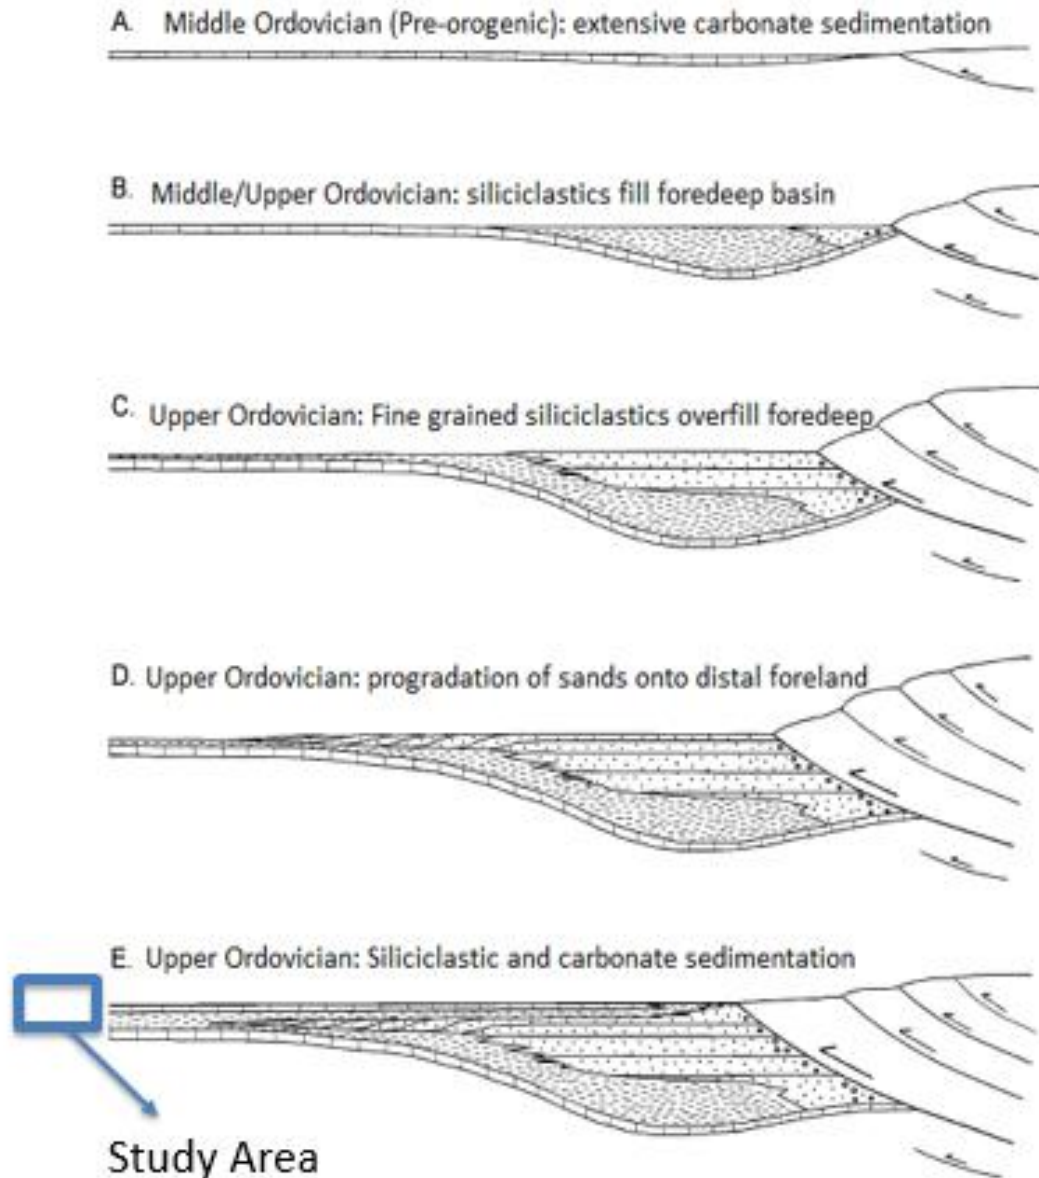 A. Middle Ordovician (Pre-orogenic): extensive carbonate sedimentation
B. Middle/Upper Ordovician: siliciclastics fill foredeep basin
C. Upper Ordovician: Fine grained siliciclastics overfill foredeep
D. Upper Ordovician: progradation of sands onto distal foreland
E. Upper Ordovician: Siliciclastic and carbonate sedimentation
Study Area